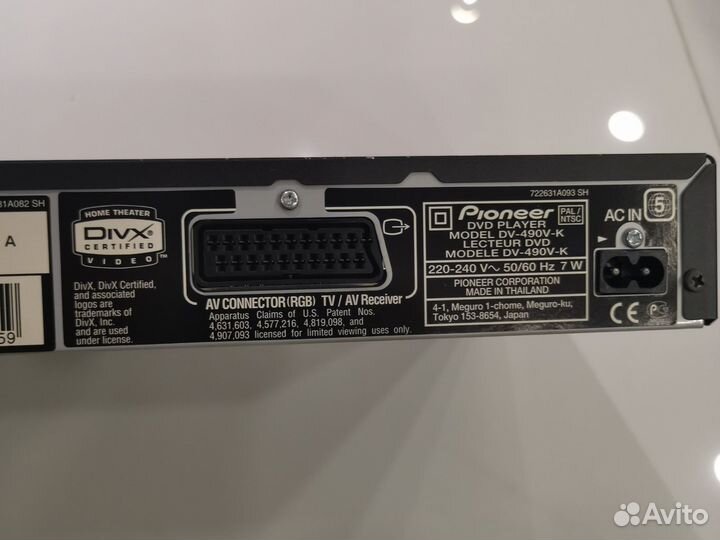 31A082 SH
A
59
HOME THEATER
DIVX®
CERTIFIED
VIDEO™
DivX, DivX Certified,
and associated
logos are
trademarks of
DivX, Inc.
and are used
under license.
AV CONNECTOR(RGB) TV / AV Receiver
Apparatus Claims of U.S. Patent Nos.
4,631,603, 4,577,216, 4,819,098, and
4,907,093 licensed for limited viewing uses only.
722631A093 SH
Pioneer
PAL/
NTSC
DVD PLAYER
MODEL DV-490V-K
LECTEUR DVD
MODELE DV-490V-K
220-240 V~ 50/60 Hz 7 W
PIONEER CORPORATION
MADE IN THAILAND
4-1, Meguro 1-chome, Meguro-ku,
Tokyo 153-8654, Japan
AC IN
5
CE
Avito